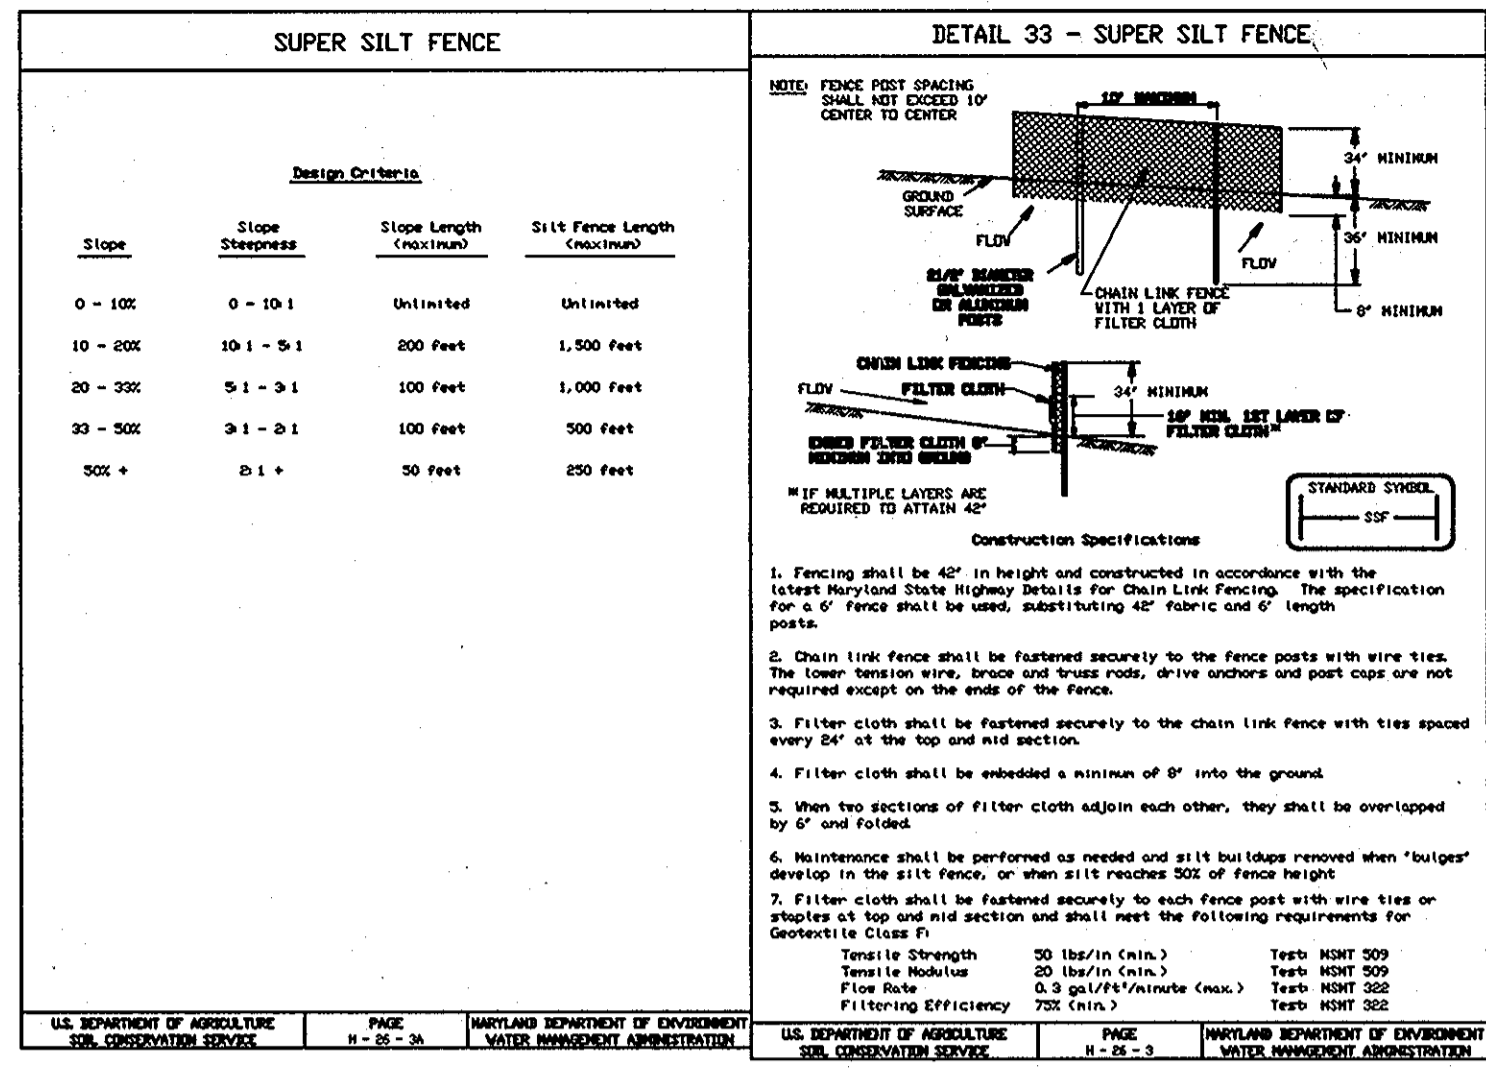 SUPER SILT FENCE
Design Criteria
Slope
Slope Steepness
Slope Length (maximum)
Silt Fence Length (maximum)
0 - 10% 0 - 10:1 Unlimited Unlimited
10 - 20% 10:1 - 5:1 200 feet 1,500 feet
20 - 33% 5:1 - 3:1 100 feet 1,000 feet
33 - 50% 3:1 - 2:1 100 feet 500 feet
50% + 2:1 + 50 feet 250 feet
U.S. DEPARTMENT OF AGRICULTURE
SOIL CONSERVATION SERVICE
PAGE
H - 26 - 3A
MARYLAND DEPARTMENT OF ENVIRONMENT
WATER MANAGEMENT ADMINISTRATION
DETAIL 33 - SUPER SILT FENCE
NOTE: FENCE POST SPACING
SHALL NOT EXCEED 10'
CENTER TO CENTER
10' MAXIMUM
34" MINIMUM
GROUND
SURFACE
FLOW
36" MINIMUM
FLOW
21/2" DIAMETER
GALVANIZED
OR ALUMINUM
POSTS
CHAIN LINK FENCE
WITH 1 LAYER OF
FILTER CLOTH
8" MINIMUM
CHAIN LINK FENCING
FLOW
FILTER CLOTH
34" MINIMUM
16" MIN. 1ST LAYER OF
FILTER CLOTH*
EMBED FILTER CLOTH 8"
MINIMUM INTO GROUND
*IF MULTIPLE LAYERS ARE
REQUIRED TO ATTAIN 42"
STANDARD SYMBOL
SSF
Construction Specifications
1. Fencing shall be 42" in height and constructed in accordance with the
latest Maryland State Highway Details for Chain Link Fencing. The specification
for a 6' fence shall be used, substituting 42" fabric and 6' length
posts.
2. Chain link fence shall be fastened securely to the fence posts with wire ties.
The lower tension wire, brace and truss rods, drive anchors and post caps are not
required except on the ends of the fence.
3. Filter cloth shall be fastened securely to the chain link fence with ties spaced
every 24" at the top and mid section.
4. Filter cloth shall be embedded a minimum of 8" into the ground.
5. When two sections of filter cloth adjoin each other, they shall be overlapped
by 6" and folded.
6. Maintenance shall be performed as needed and silt buildups removed when "bulges"
develop in the silt fence, or when silt reaches 50% of fence height
7. Filter cloth shall be fastened securely to each fence post with wire ties or
staples at top and mid section and shall meet the following requirements for
Geotextile Class F:
Tensile Strength 50 lbs/in (min.) Test: MSMT 509
Tensile Modulus 20 lbs/in (min.) Test: MSMT 509
Flow Rate 0.3 gal/ft²/minute (max.) Test: MSMT 322
Filtering Efficiency 75% (min.) Test: MSMT 322
U.S. DEPARTMENT OF AGRICULTURE
SOIL CONSERVATION SERVICE
PAGE
H - 26 - 3
MARYLAND DEPARTMENT OF ENVIRONMENT
WATER MANAGEMENT ADMINISTRATION